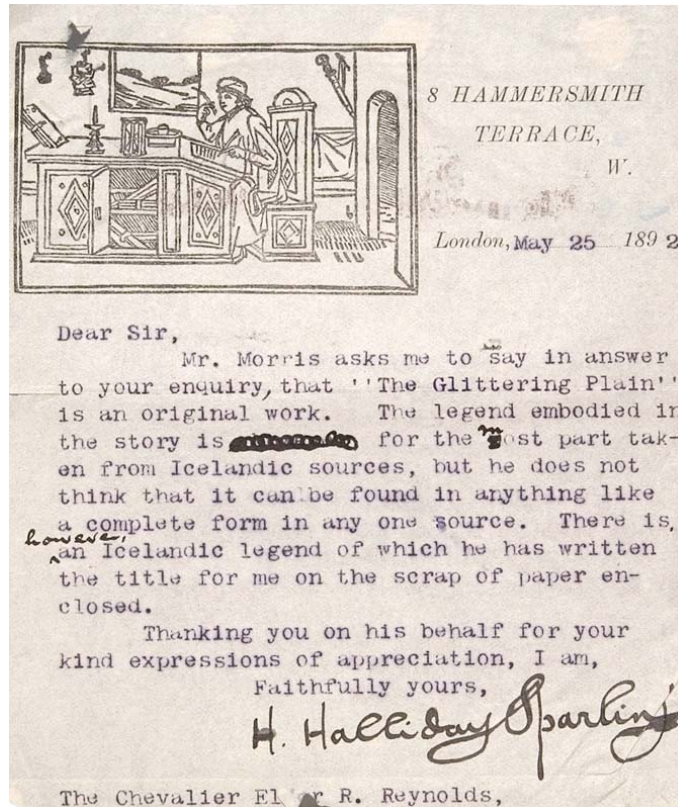 8 HAMMERSMITH
TERRACE,
W.
London, May 25 1892
Dear Sir,
Mr. Morris asks me to say in answer
to your enquiry, that ''The Glittering Plain''
is an original work. The legend embodied in
the story is for the most part tak-
en from Icelandic sources, but he does not
think that it can be found in anything like
a complete form in any one source. There is,
however, an Icelandic legend of which he has written
the title for me on the scrap of paper en-
closed.
Thanking you on his behalf for your
kind expressions of appreciation, I am,
Faithfully yours,
H. Halliday Sparling
The Chevalier R. Reynolds,